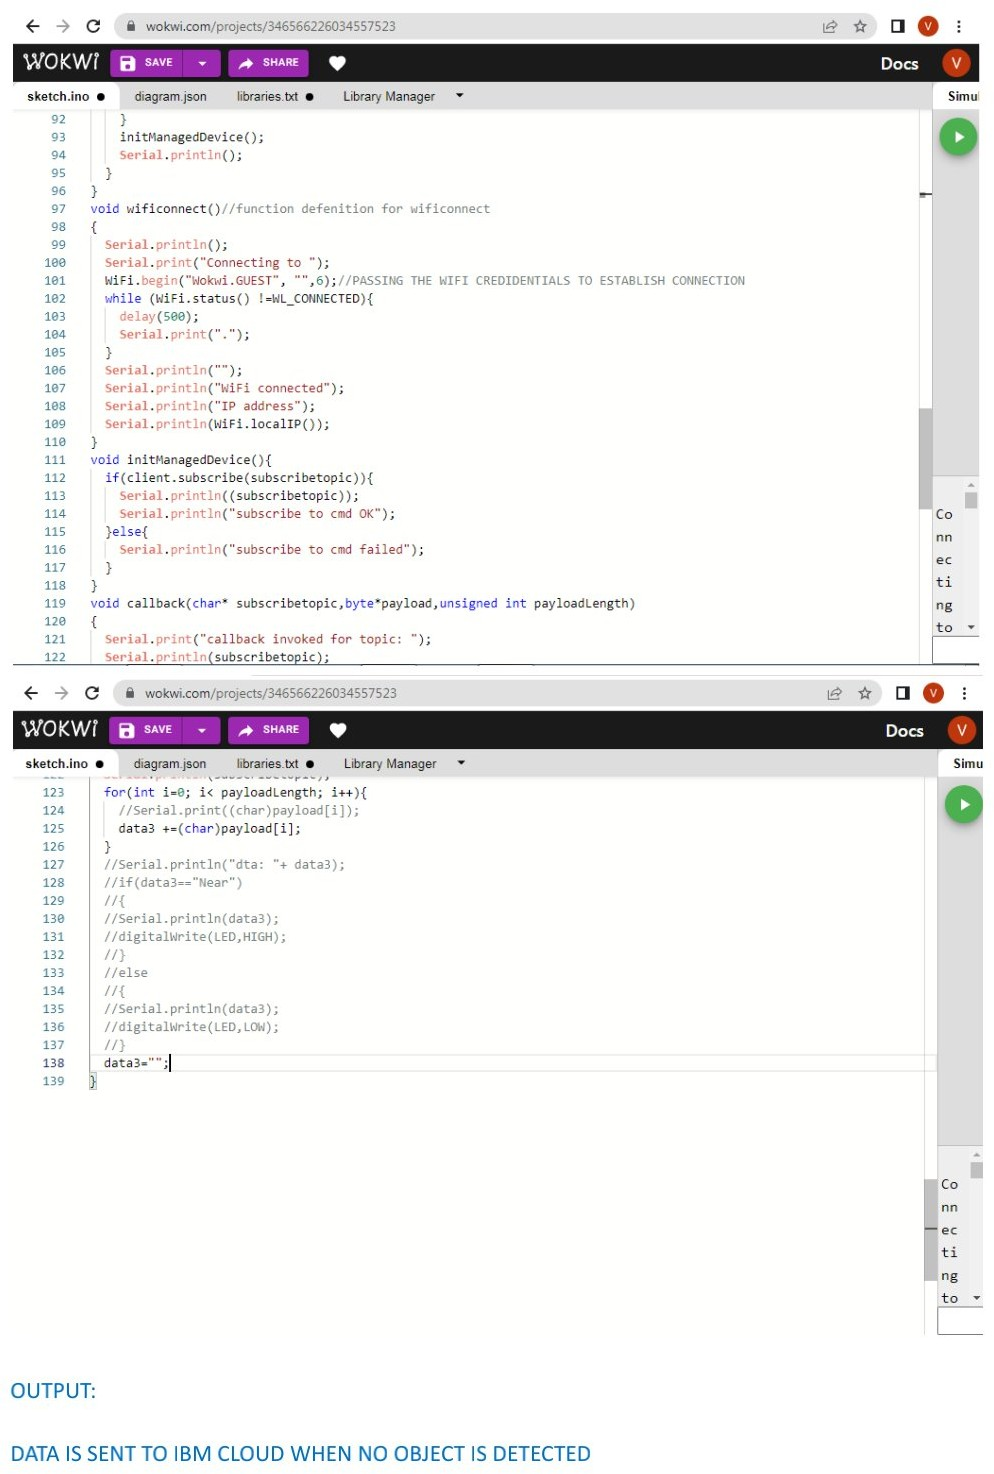 wokwi.com/projects/346566226034557523
V
WOKWi SAVE SHARE Docs V
sketch.ino ● diagram.json libraries.txt ● Library Manager Simul
92 }
93 initManagedDevice();
94 Serial.println();
95 }
96 }
97 void wificonnect()//function defenition for wificonnect
98 {
99 Serial.println();
100 Serial.print("Connecting to ");
101 WiFi.begin("Wokwi.GUEST", "",6);//PASSING THE WIFI CREDIDENTIALS TO ESTABLISH CONNECTION
102 while (WiFi.status() !=WL_CONNECTED){
103 delay(500);
104 Serial.print(".");
105 }
106 Serial.println("");
107 Serial.println("WiFi connected");
108 Serial.println("IP address");
109 Serial.println(WiFi.localIP());
110 }
111 void initManagedDevice(){
112 if(client.subscribe(subscribetopic)){
113 Serial.println((subscribetopic));
114 Serial.println("subscribe to cmd OK");
115 }else{
116 Serial.println("subscribe to cmd failed");
117 }
118 }
119 void callback(char* subscribetopic,byte*payload,unsigned int payloadLength)
120 {
121 Serial.print("callback invoked for topic: ");
122 Serial.println(subscribetopic);
Co
nn
ec
ti
ng
to
wokwi.com/projects/346566226034557523
V
WOKWi SAVE SHARE Docs V
sketch.ino ● diagram.json libraries.txt ● Library Manager Simu
122 Serial.println(subscribetopic);
123 for(int i=0; i< payloadLength; i++){
124 //Serial.print((char)payload[i]);
125 data3 +=(char)payload[i];
126 }
127 //Serial.println("dta: "+ data3);
128 //if(data3=="Near")
129 //{
130 //Serial.println(data3);
131 //digitalWrite(LED,HIGH);
132 //}
133 //else
134 //{
135 //Serial.println(data3);
136 //digitalWrite(LED,LOW);
137 //}
138 data3="";
139 }
Co
nn
ec
ti
ng
to
OUTPUT:
DATA IS SENT TO IBM CLOUD WHEN NO OBJECT IS DETECTED